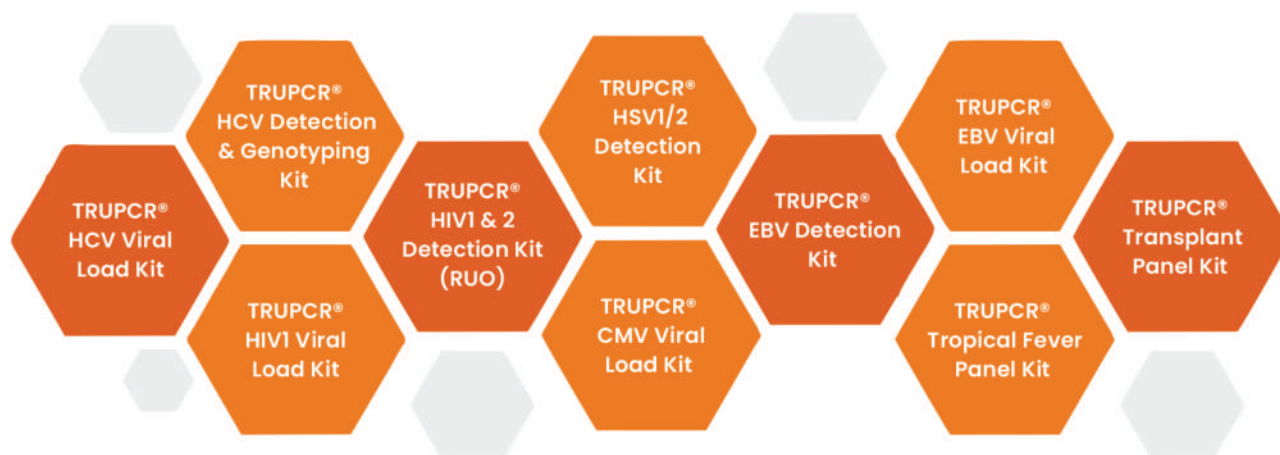 TRUPCR®
HCV Viral
Load Kit
TRUPCR®
HCV Detection
& Genotyping
Kit
TRUPCR®
HIV1 Viral
Load Kit
TRUPCR®
HIV1 & 2
Detection Kit
(RUO)
TRUPCR®
HSV1/2
Detection
Kit
TRUPCR®
CMV Viral
Load Kit
TRUPCR®
EBV Detection
Kit
TRUPCR®
EBV Viral
Load Kit
TRUPCR®
Tropical Fever
Panel Kit
TRUPCR®
Transplant
Panel Kit